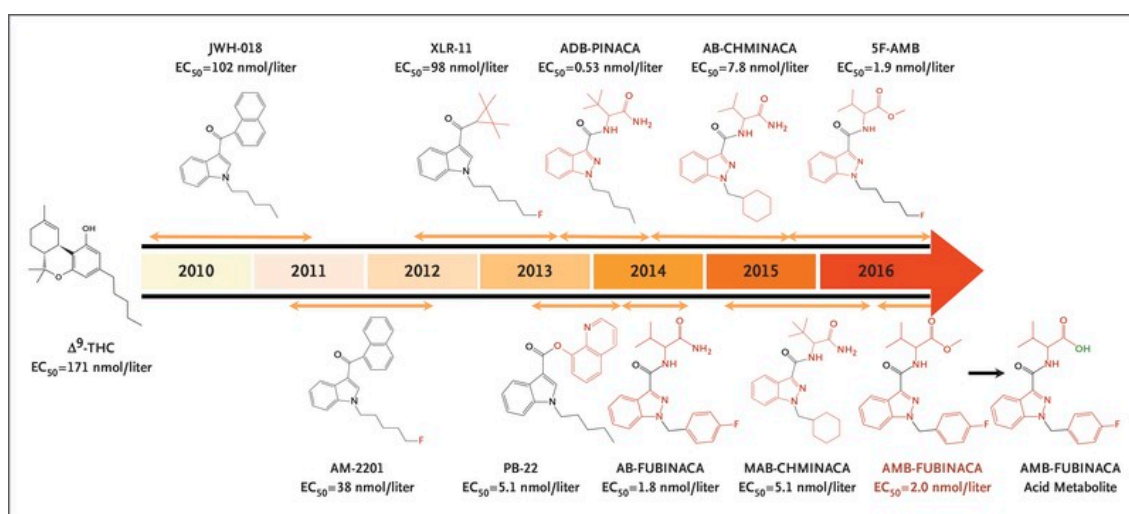 JWH-018
EC50=102 nmol/liter
XLR-11
EC50=98 nmol/liter
ADB-PINACA
EC50=0.53 nmol/liter
AB-CHMINACA
EC50=7.8 nmol/liter
5F-AMB
EC50=1.9 nmol/liter
O
N
O
N
F
O
NH
O
NH2
N
N
O
NH
O
NH2
N
N
O
NH
O
O
N
N
F
OH
H
H
O
Δ9-THC
EC50=171 nmol/liter
2010
2011
2012
2013
2014
2015
2016
O
N
F
O
O
N
N
O
NH
O
NH2
N
N
F
O
NH
O
NH2
N
N
O
NH
O
O
N
N
F
O
NH
O
OH
N
N
F
AM-2201
EC50=38 nmol/liter
PB-22
EC50=5.1 nmol/liter
AB-FUBINACA
EC50=1.8 nmol/liter
MAB-CHMINACA
EC50=5.1 nmol/liter
AMB-FUBINACA
EC50=2.0 nmol/liter
AMB-FUBINACA
Acid Metabolite